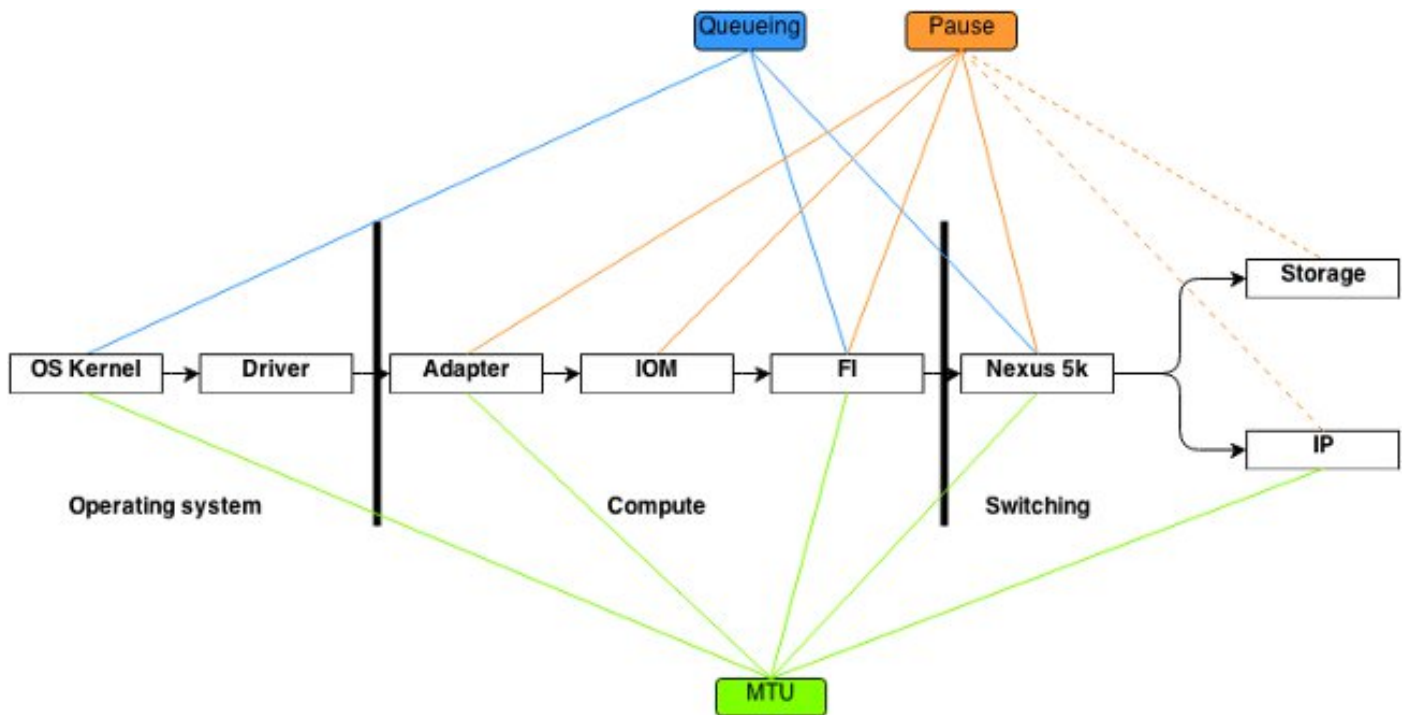 Queueing
Pause
Storage
OS Kernel
Driver
Adapter
IOM
FI
Nexus 5k
IP
Operating system
Compute
Switching
MTU